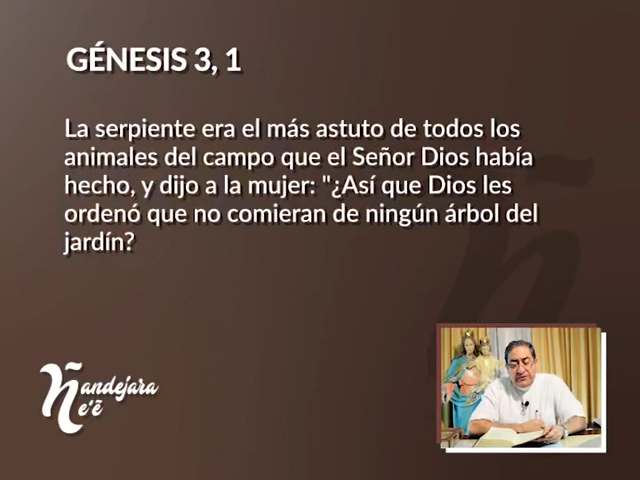 GÉNESIS 3, 1
La serpiente era el más astuto de todos los
animales del campo que el Señor Dios había
hecho, y dijo a la mujer: "¿Así que Dios les
ordenó que no comieran de ningún árbol del
jardín?
Ñandejara
Ñe'ẽ